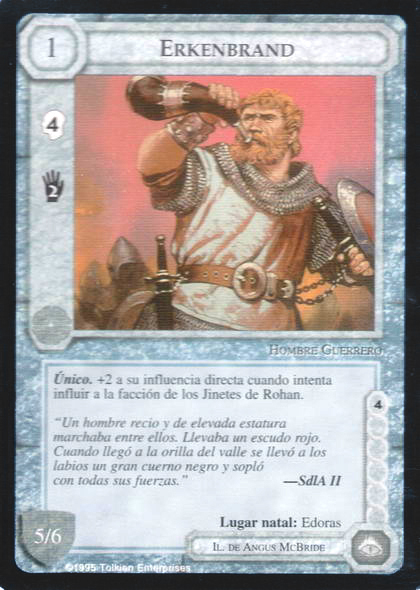 1
ERKENBRAND
4
2
HOMBRE GUERRERO
Único. +2 a su influencia directa cuando intenta
influir a la facción de los Jinetes de Rohan.
4
“Un hombre recio y de elevada estatura
marchaba entre ellos. Llevaba un escudo rojo.
Cuando llegó a la orilla del valle se llevó a los
labios un gran cuerno negro y sopló
con todas sus fuerzas.” —SdlA II
Lugar natal: Edoras
5/6
IL. DE ANGUS MCBRIDE
©1995 Tolkien Enterprises